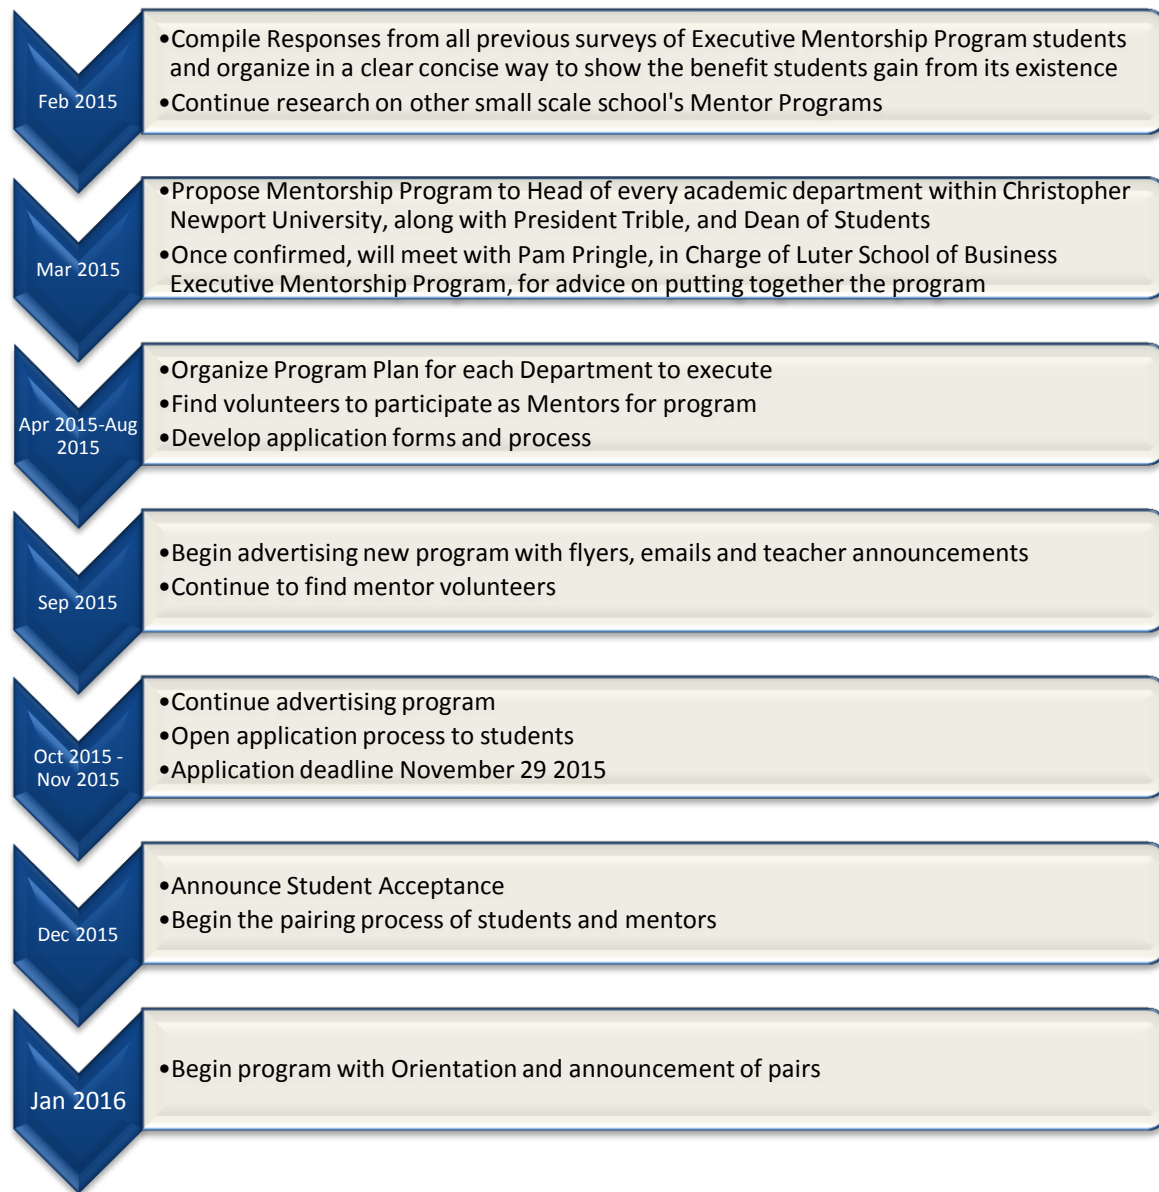 Feb 2015
•Compile Responses from all previous surveys of Executive Mentorship Program students
and organize in a clear concise way to show the benefit students gain from its existence
•Continue research on other small scale school's Mentor Programs
Mar 2015
•Propose Mentorship Program to Head of every academic department within Christopher
Newport University, along with President Trible, and Dean of Students
•Once confirmed, will meet with Pam Pringle, in Charge of Luter School of Business
Executive Mentorship Program, for advice on putting together the program
Apr 2015-Aug
2015
•Organize Program Plan for each Department to execute
•Find volunteers to participate as Mentors for program
•Develop application forms and process
Sep 2015
•Begin advertising new program with flyers, emails and teacher announcements
•Continue to find mentor volunteers
Oct 2015 -
Nov 2015
•Continue advertising program
•Open application process to students
•Application deadline November 29 2015
Dec 2015
•Announce Student Acceptance
•Begin the pairing process of students and mentors
Jan 2016
•Begin program with Orientation and announcement of pairs